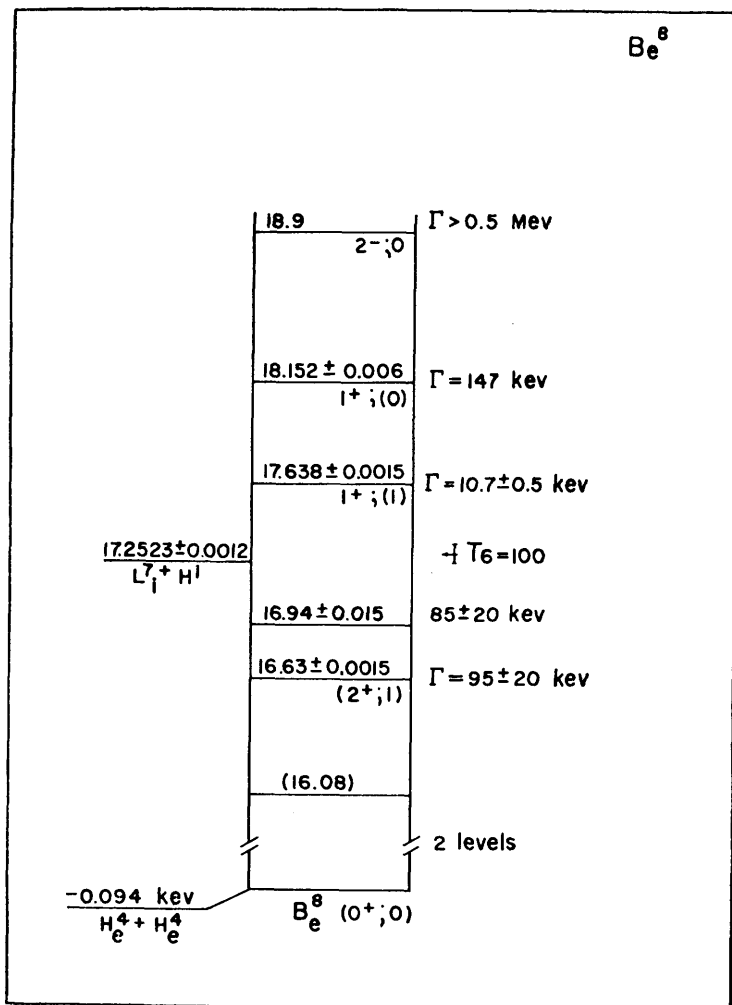 Be⁸
18.9 Γ > 0.5 Mev
2-;0
18.152 ± 0.006 Γ = 147 kev
1+;(0)
17.638 ± 0.0015 Γ = 10.7 ± 0.5 kev
1+;(1)
17.2523 ± 0.0012 T6 = 100
Li⁷ + H¹
16.94 ± 0.015 85 ± 20 kev
16.63 ± 0.0015 Γ = 95 ± 20 kev
(2+;1)
(16.08)
2 levels
-0.094 kev
He⁴ + He⁴ Be⁸ (0+;0)